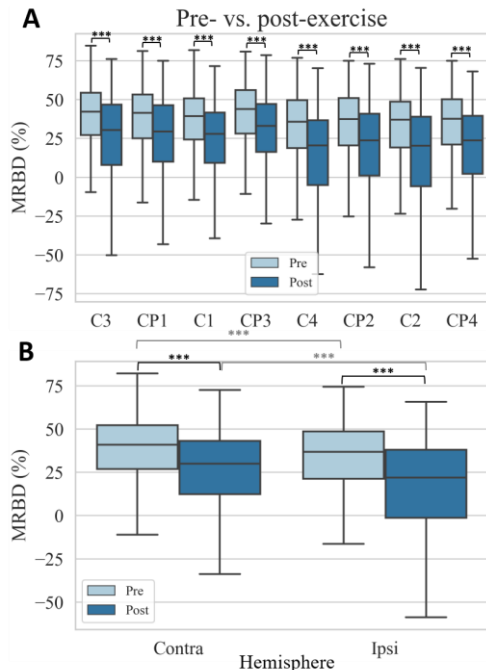 A
Pre- vs. post-exercise
*** *** *** *** *** *** *** ***
MRBD (%)
75
50
25
0
−25
−50
−75
Pre
Post
C3 CP1 C1 CP3 C4 CP2 C2 CP4
B
***
*** *** ***
MRBD (%)
75
50
25
0
−25
−50
Pre
Post
Contra Ipsi
Hemisphere